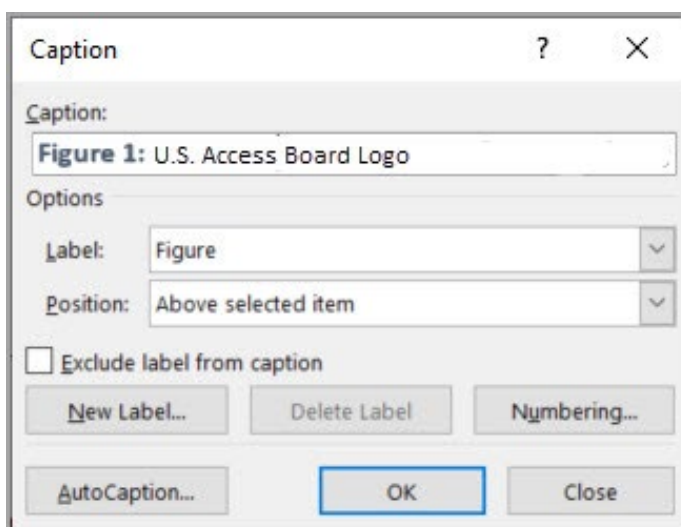 Caption ?
Caption:
Figure 1: U.S. Access Board Logo
Options
Label: Figure
Position: Above selected item
Exclude label from caption
New Label... Delete Label Numbering...
AutoCaption... OK Close